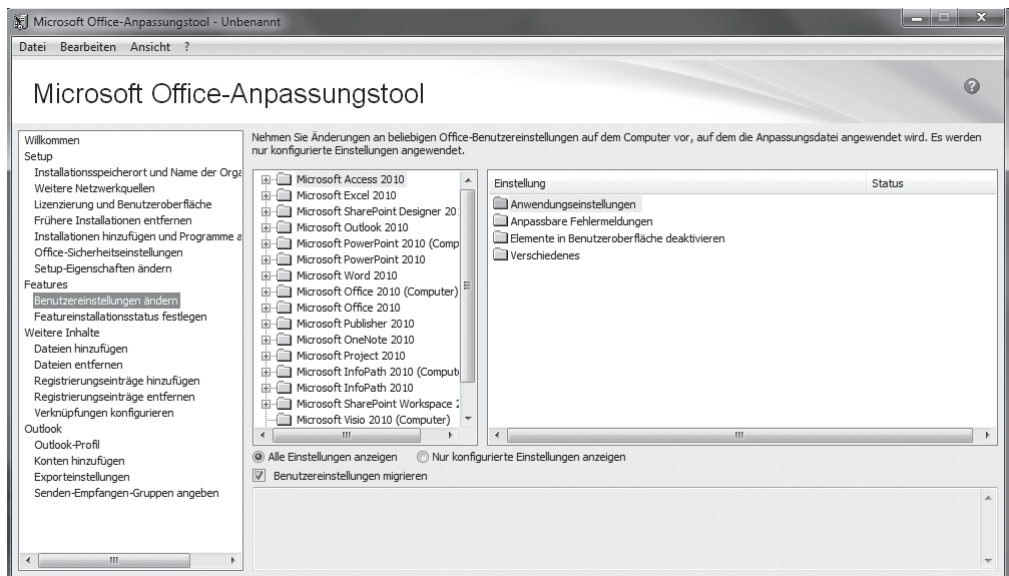 Microsoft Office-Anpassungstool - Unbenannt
Datei Bearbeiten Ansicht ?
Microsoft Office-Anpassungstool
Willkommen
Setup
Installationsspeicherort und Name der Orga
Weitere Netzwerkquellen
Lizenzierung und Benutzeroberfläche
Frühere Installationen entfernen
Installationen hinzufügen und Programme a
Office-Sicherheitseinstellungen
Setup-Eigenschaften ändern
Features
Benutzereinstellungen ändern
Featureinstallationsstatus festlegen
Weitere Inhalte
Dateien hinzufügen
Dateien entfernen
Registrierungseinträge hinzufügen
Registrierungseinträge entfernen
Verknüpfungen konfigurieren
Outlook
Outlook-Profil
Konten hinzufügen
Exporteinstellungen
Senden-Empfangen-Gruppen angeben
Nehmen Sie Änderungen an beliebigen Office-Benutzereinstellungen auf dem Computer vor, auf dem die Anpassungsdatei angewendet wird. Es werden
nur konfigurierte Einstellungen angewendet.
Microsoft Access 2010
Microsoft Excel 2010
Microsoft SharePoint Designer 201
Microsoft Outlook 2010
Microsoft PowerPoint 2010 (Comp
Microsoft PowerPoint 2010
Microsoft Word 2010
Microsoft Office 2010 (Computer)
Microsoft Office 2010
Microsoft Publisher 2010
Microsoft OneNote 2010
Microsoft Project 2010
Microsoft InfoPath 2010 (Compute
Microsoft InfoPath 2010
Microsoft SharePoint Workspace 2
Microsoft Visio 2010 (Computer)
Einstellung Status
Anwendungseinstellungen
Anpassbare Fehlermeldungen
Elemente in Benutzeroberfläche deaktivieren
Verschiedenes
Alle Einstellungen anzeigen Nur konfigurierte Einstellungen anzeigen
Benutzereinstellungen migrieren